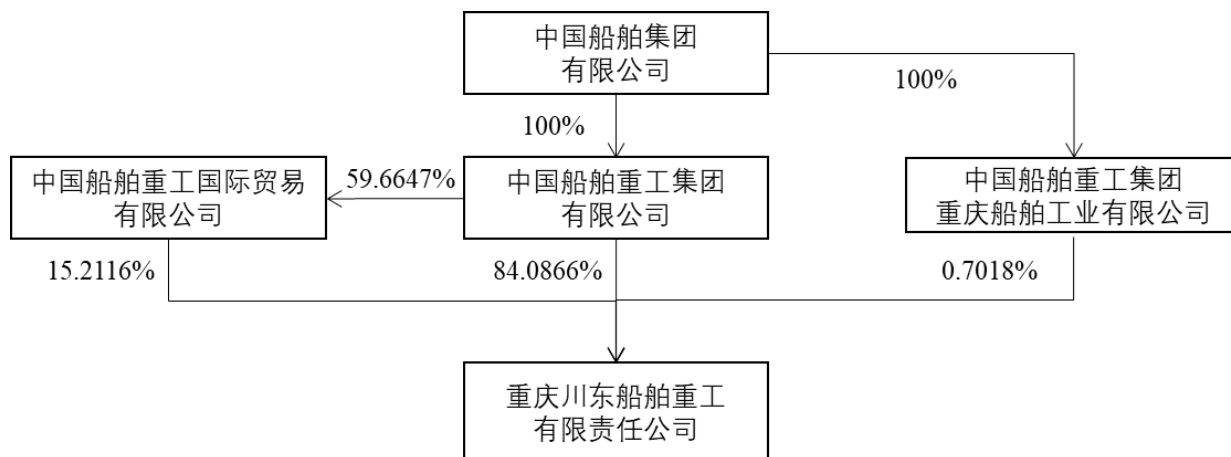 中国船舶集团
有限公司
100%
100%
中国船舶重工国际贸易
有限公司
59.6647%
中国船舶重工集团
有限公司
中国船舶重工集团
重庆船舶工业有限公司
15.2116%
84.0866%
0.7018%
重庆川东船舶重工
有限责任公司